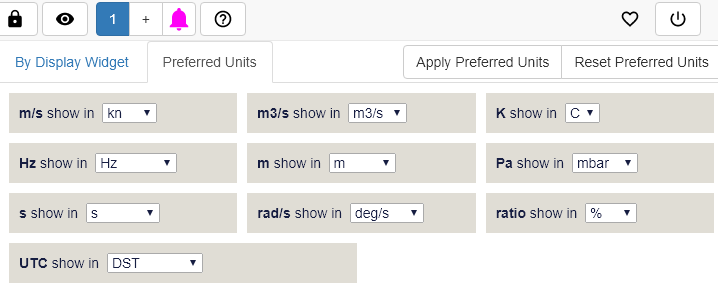 1 +
By Display Widget Preferred Units Apply Preferred Units Reset Preferred Units
m/s show in kn m3/s show in m3/s K show in C
Hz show in Hz m show in m Pa show in mbar
s show in s rad/s show in deg/s ratio show in %
UTC show in DST